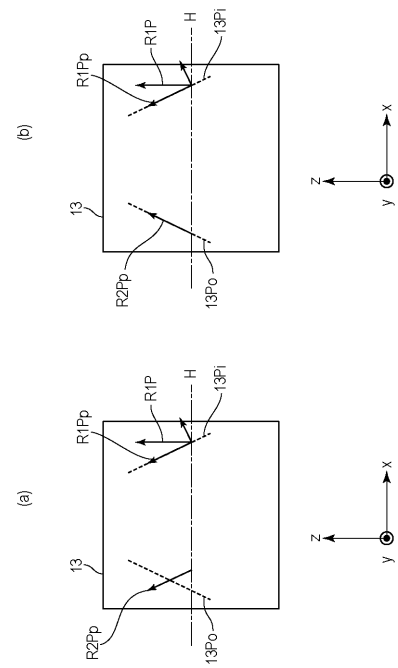 (b)
R1Pp
R1P
H
13Pi
13
R2Pp
13Po
z
x
y
(a)
R1Pp
R1P
H
13Pi
13
R2Pp
13Po
z
x
y